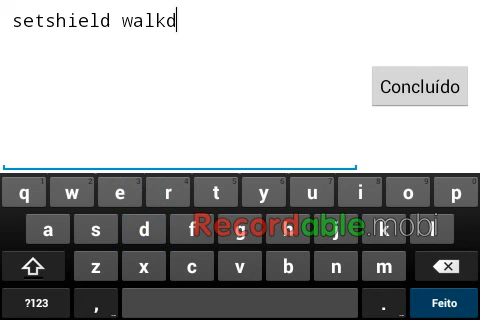 setshield walkd
Concluído
q w e r t y u i o p
a s d f g h j k l
Recordable.mobi
z x c v b n m
?123 , . Feito